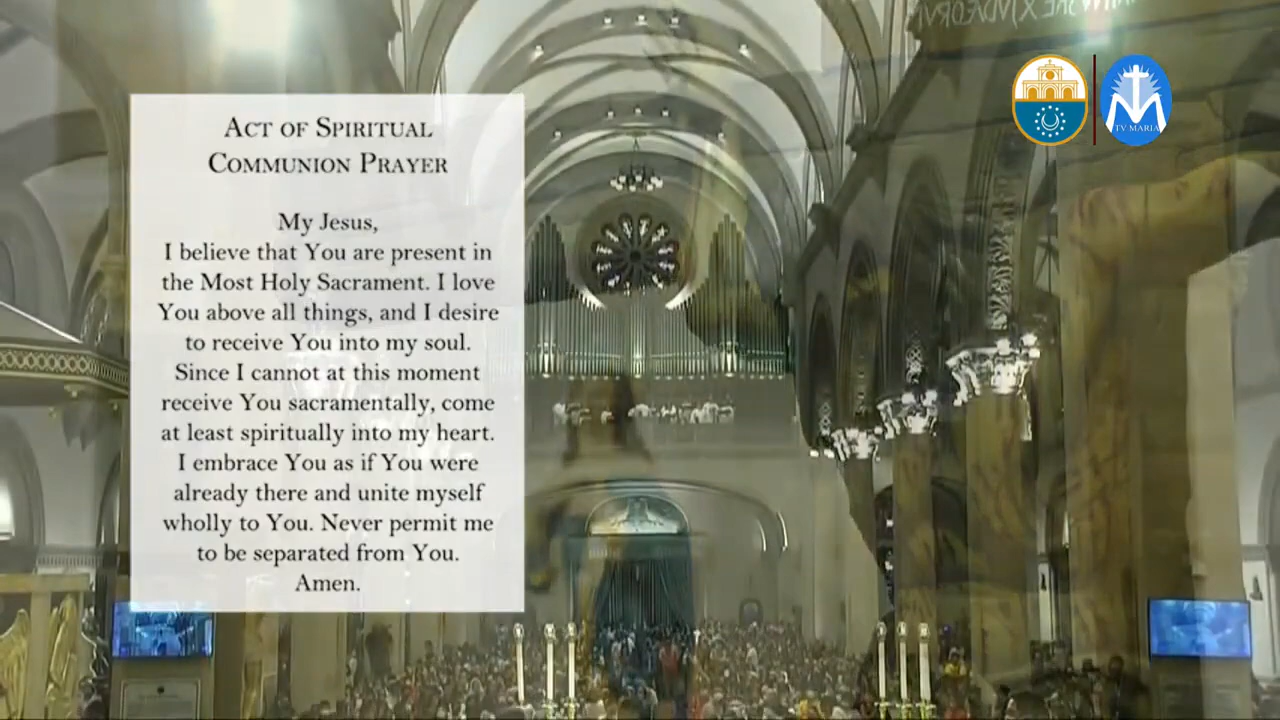 ACT OF SPIRITUAL
COMMUNION PRAYER
My Jesus,
I believe that You are present in
the Most Holy Sacrament. I love
You above all things, and I desire
to receive You into my soul.
Since I cannot at this moment
receive You sacramentally, come
at least spiritually into my heart.
I embrace You as if You were
already there and unite myself
wholly to You. Never permit me
to be separated from You.
Amen.
TV MARIA